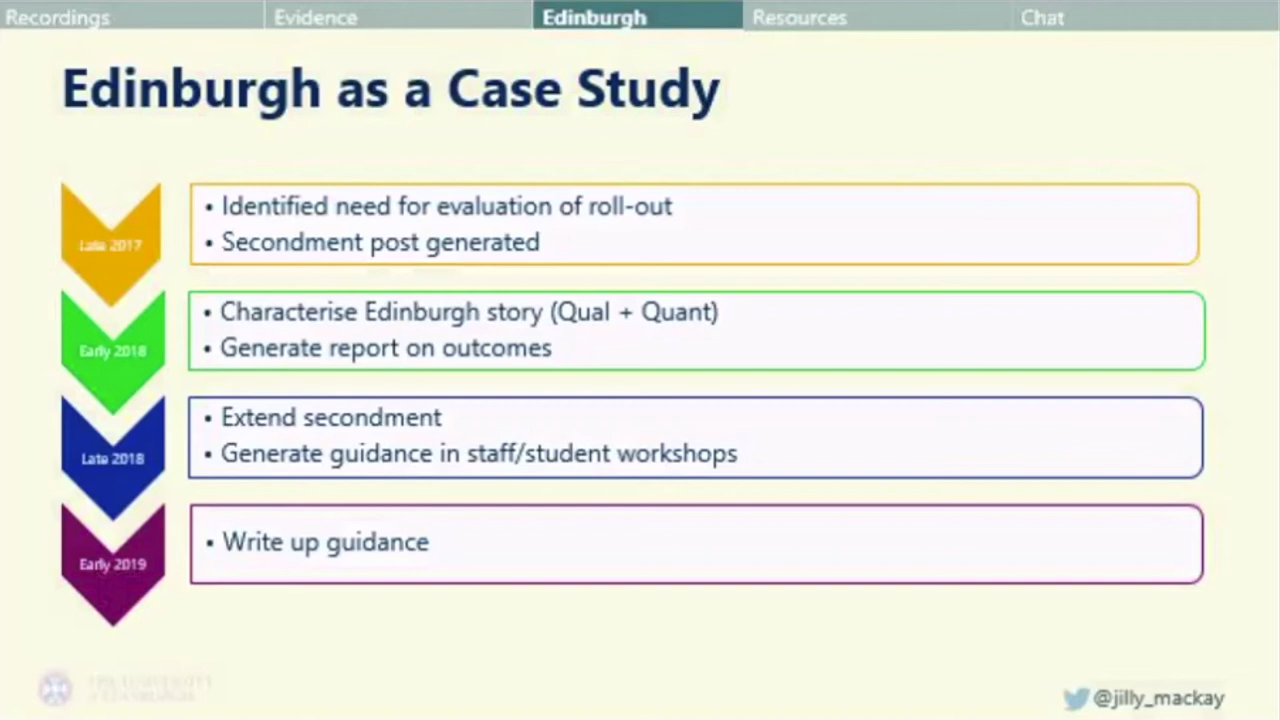 Recordings
Evidence
Edinburgh
Resources
Chat
Edinburgh as a Case Study
Late 2017
• Identified need for evaluation of roll-out
• Secondment post generated
Early 2018
• Characterise Edinburgh story (Qual + Quant)
• Generate report on outcomes
Late 2018
• Extend secondment
• Generate guidance in staff/student workshops
Early 2019
• Write up guidance
@jilly_mackay